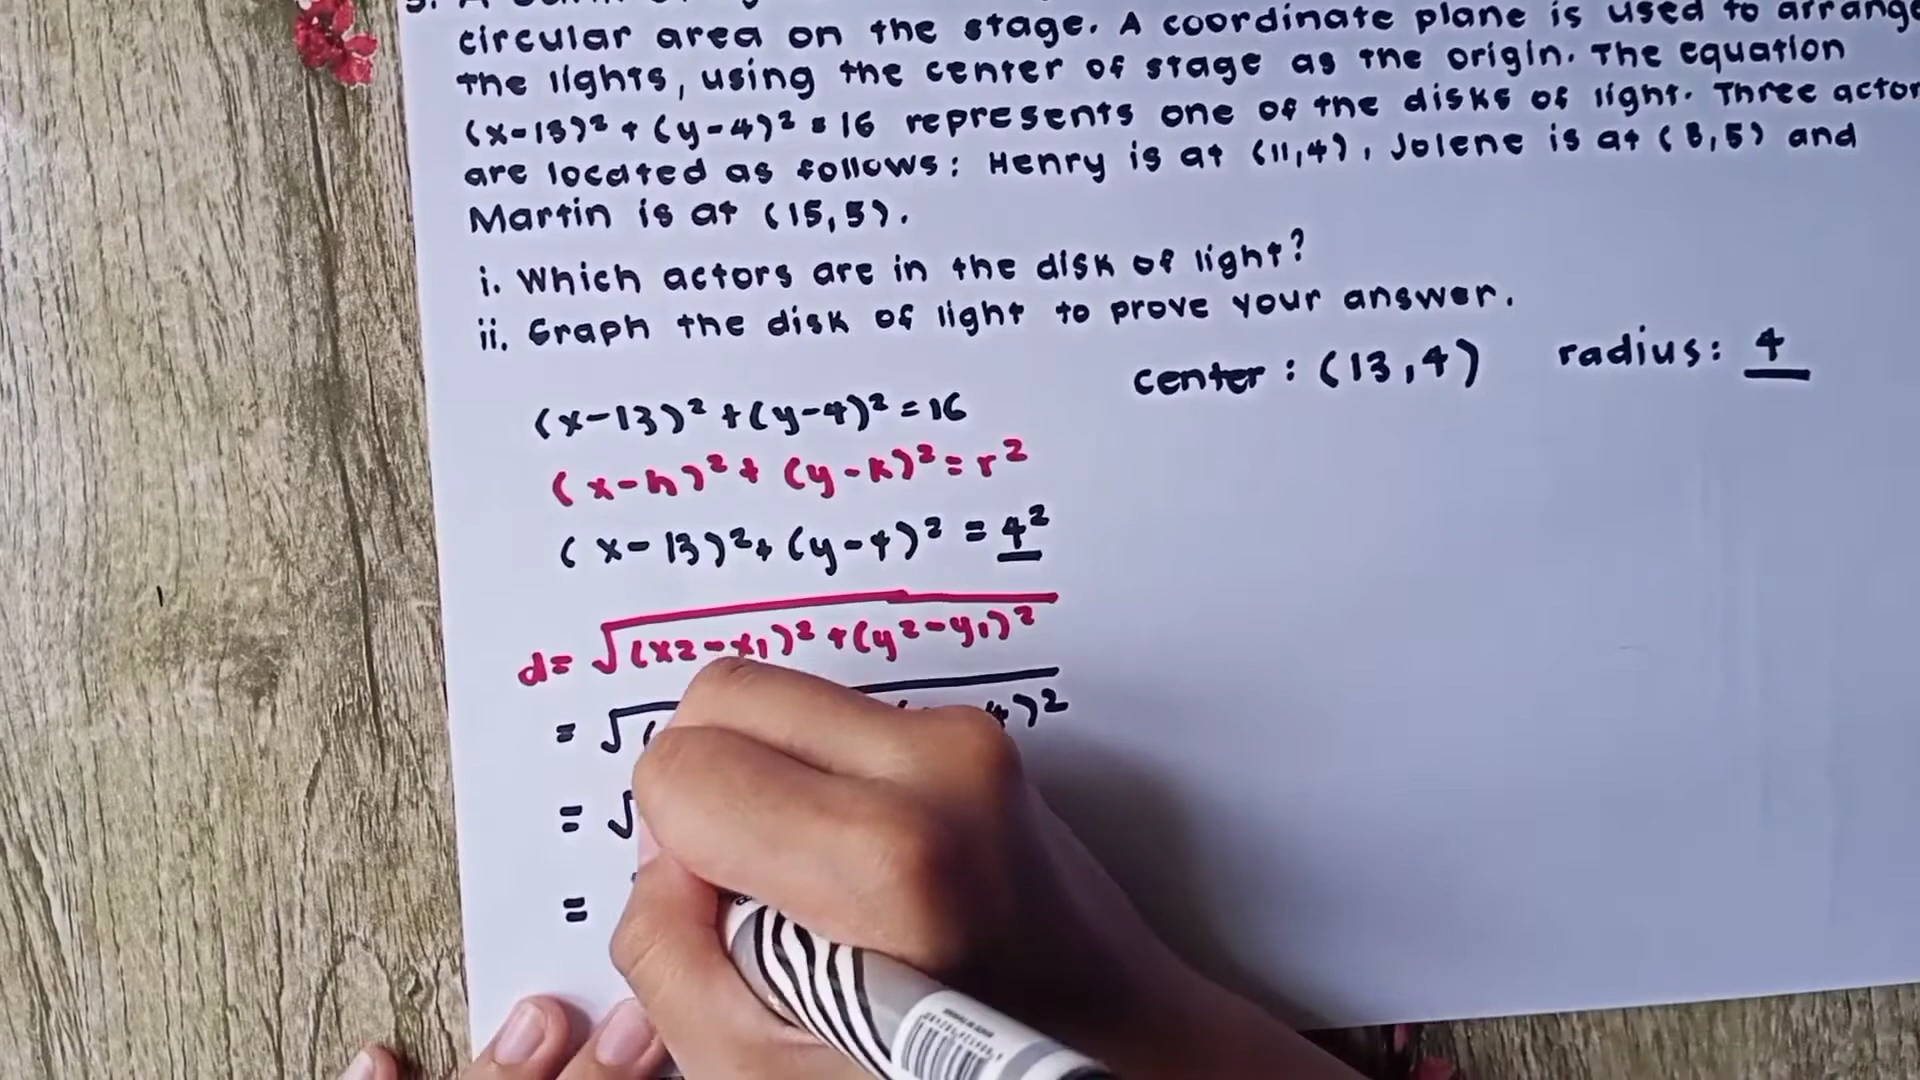 circular area on the stage. A coordinate plane is used to arrange
the lights, using the center of stage as the origin. The equation
(x-13)² + (y-4)² = 16 represents one of the disks of light. Three actor
are located as follows: Henry is at (11,4), Jolene is at (8,5) and
Martin is at (15,5).
i. Which actors are in the disk of light?
ii. Graph the disk of light to prove your answer.
center : (13,4) radius: 4
(x-13)² + (y-4)² = 16
(x-h)² + (y-k)² = r²
(x-13)² + (y-4)² = 4²
d= √(x2-x1)² + (y2-y1)²
= √( 4)²
= √
=